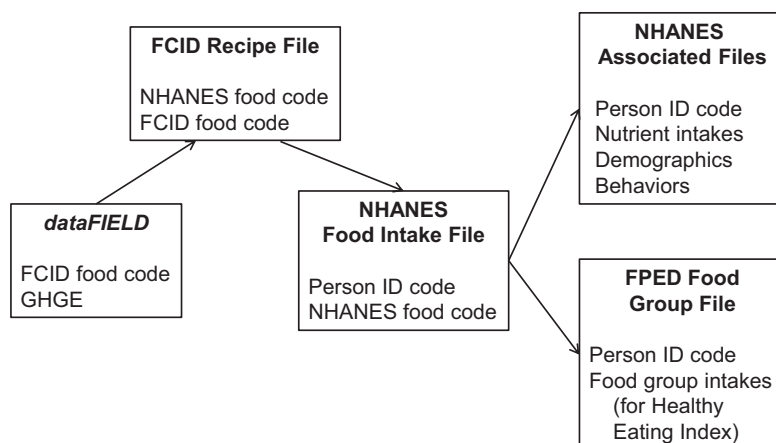 FCID Recipe File
NHANES food code
FCID food code
dataFIELD
FCID food code
GHGE
NHANES
Food Intake File
Person ID code
NHANES food code
NHANES
Associated Files
Person ID code
Nutrient intakes
Demographics
Behaviors
FPED Food
Group File
Person ID code
Food group intakes
(for Healthy
Eating Index)